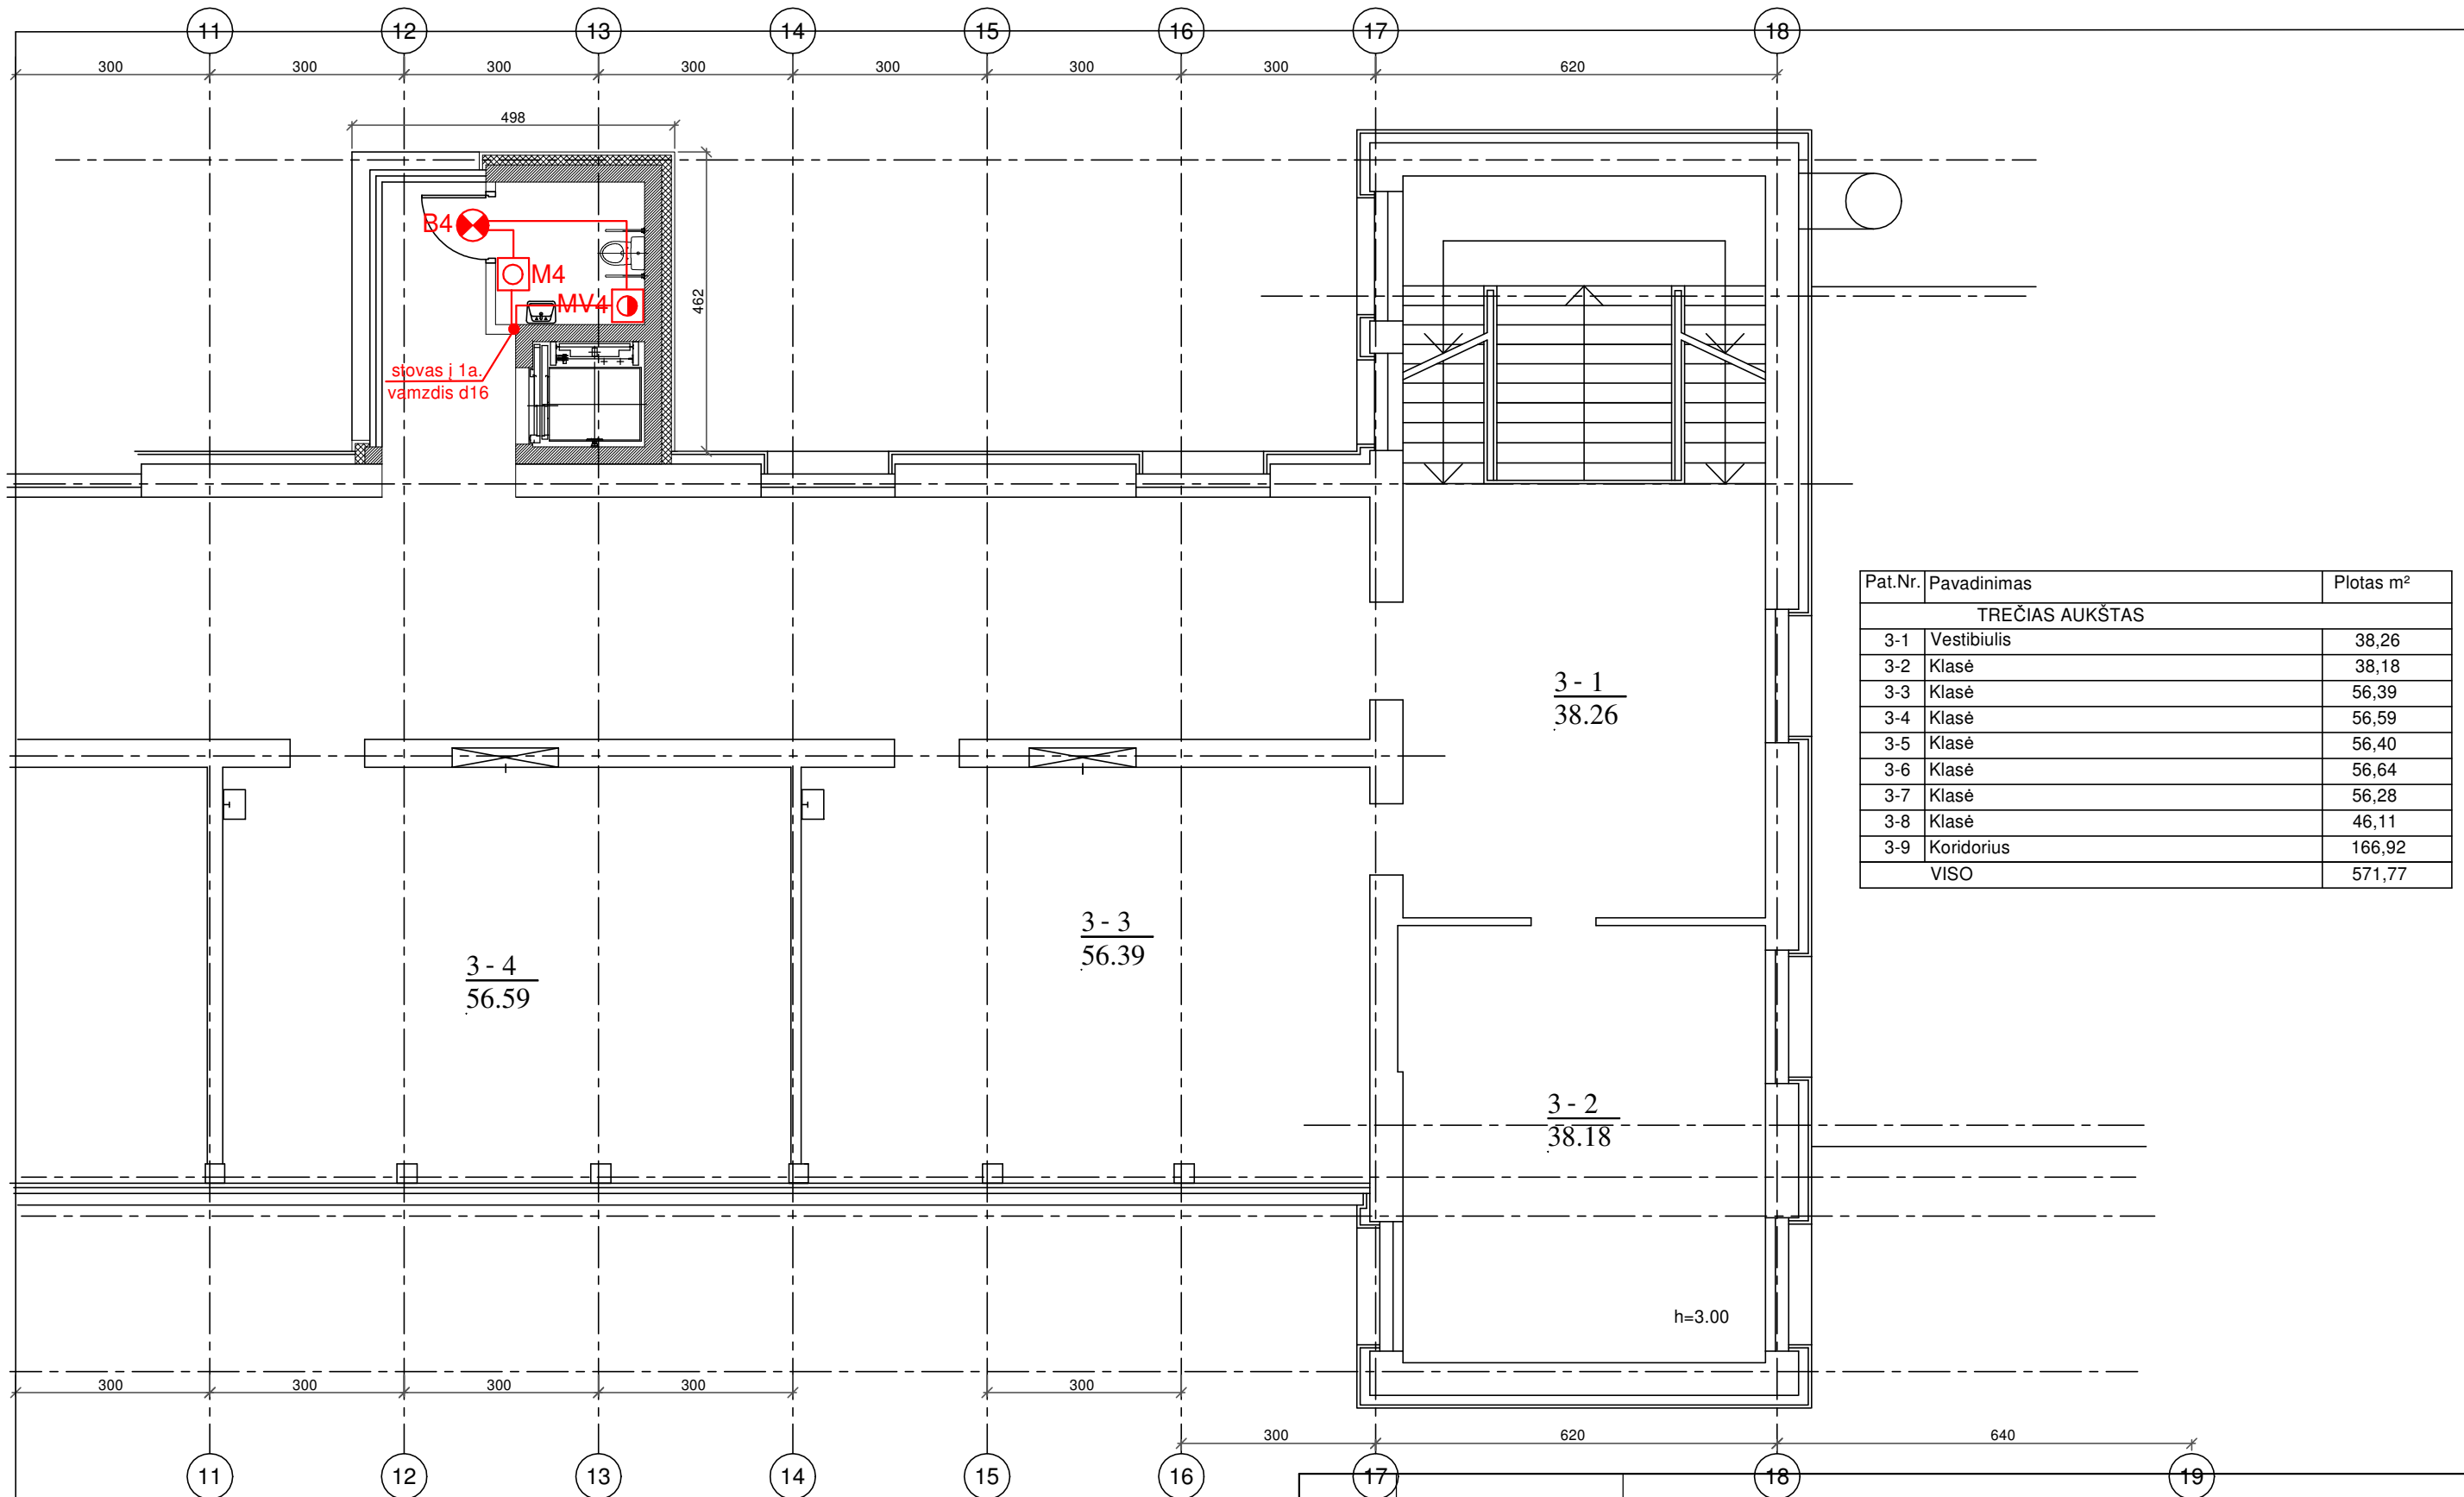 11 12 13 14 15 16 17 18
300 300 300 300 300 300 300 620
498
B4
M4
462
MV4
stovas į 1a.
vamzdis d16
Pat.Nr. Pavadinimas Plotas m²
TREČIAS AUKŠTAS
3-1 Vestibiulis 38,26
3-2 Klasė 38,18
3-3 Klasė 56,39
3-4 Klasė 56,59
3-5 Klasė 56,40
3-6 Klasė 56,64
3-7 Klasė 56,28
3-8 Klasė 46,11
3-9 Koridorius 166,92
VISO 571,77
3 - 1
38.26
3 - 3
56.39
3 - 4
56.59
3 - 2
38.18
h=3.00
300 300 300 300 300
300 620 640
11 12 13 14 15 16 17 18 19